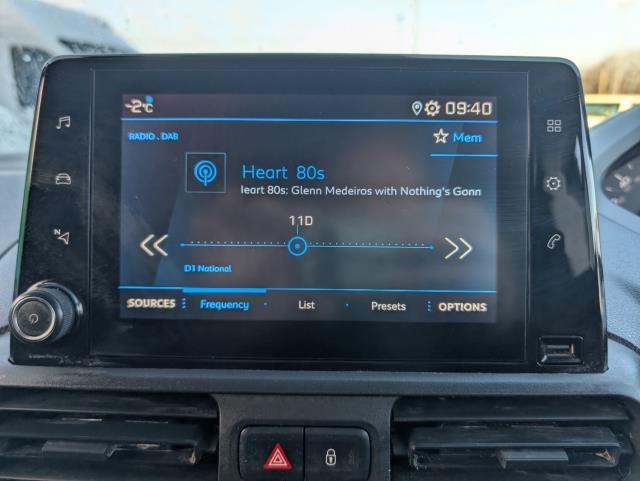 -2°C 09:40
RADIO . DAB Mem
Heart 80s
leart 80s: Glenn Medeiros with Nothing's Gonn
11D
D1 National
SOURCES Frequency List Presets OPTIONS
N